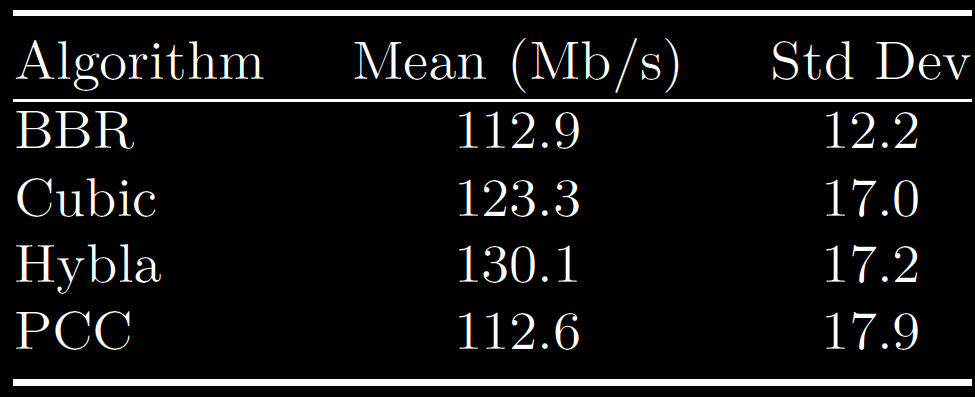 Algorithm Mean (Mb/s) Std Dev
BBR 112.9 12.2
Cubic 123.3 17.0
Hybla 130.1 17.2
PCC 112.6 17.9